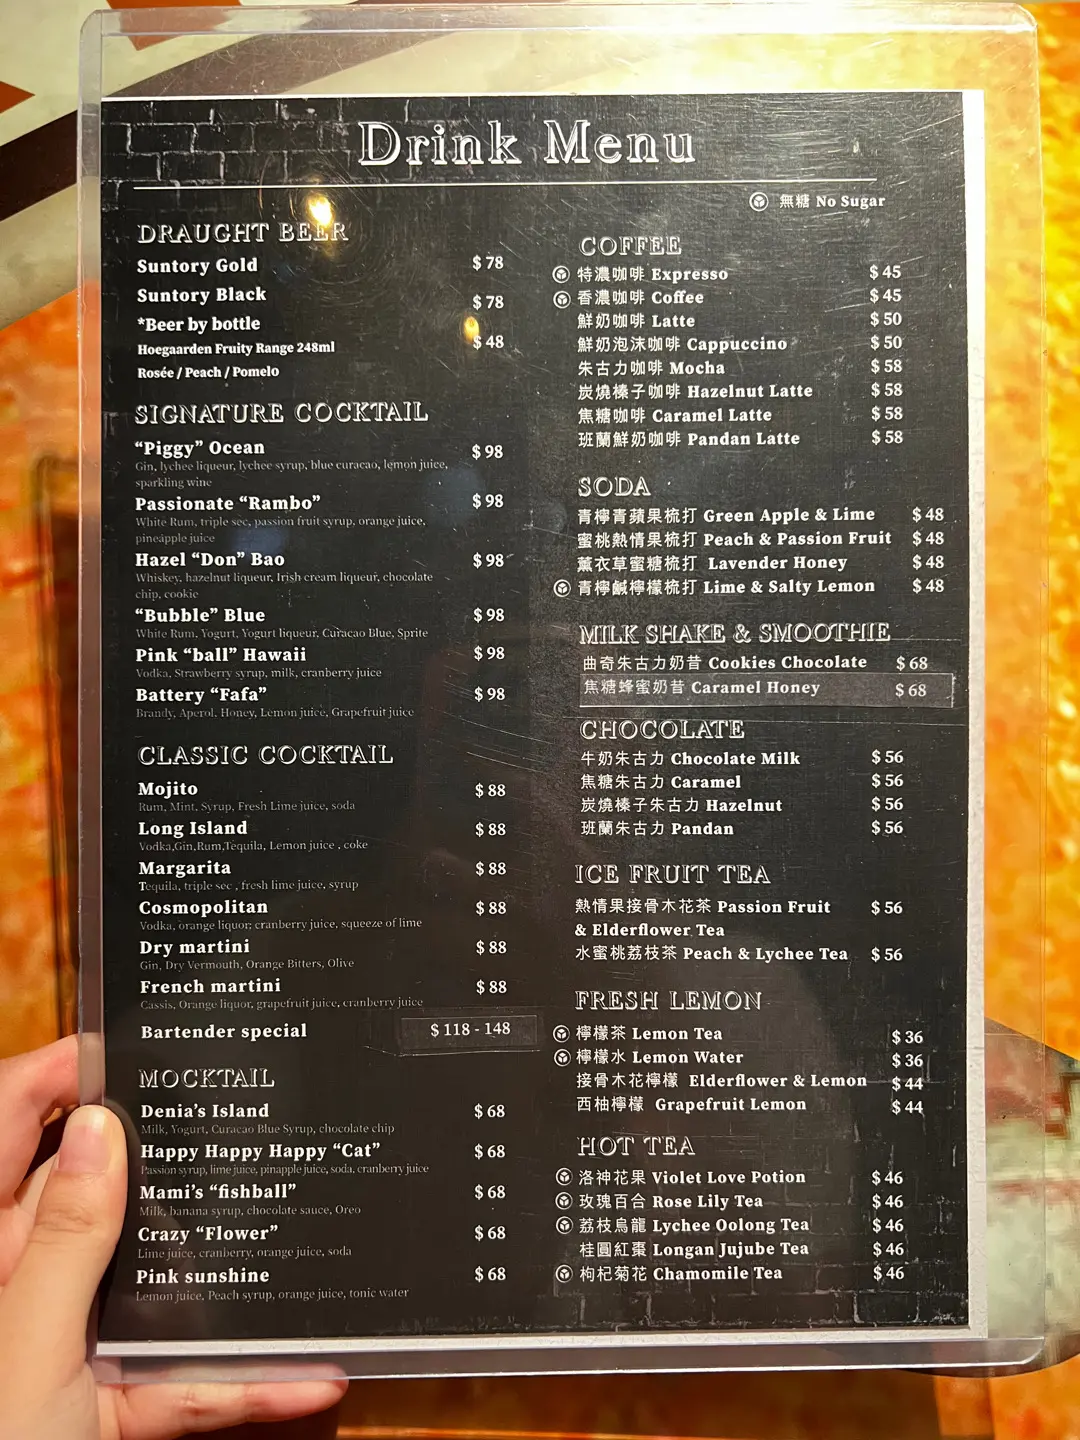 Drink Menu
無糖 No Sugar
DRAUGHT BEER
Suntory Gold $ 78
Suntory Black $ 78
*Beer by bottle
Hoegaarden Fruity Range 248ml $ 48
Rosée / Peach / Pomelo
SIGNATURE COCKTAIL
“Piggy” Ocean $ 98
Gin, lychee liqueur, lychee syrup, blue curacao, lemon juice,
sparkling wine
Passionate “Rambo” $ 98
White Rum, triple sec, passion fruit syrup, orange juice,
pineapple juice
Hazel “Don” Bao $ 98
Whiskey, hazelnut liqueur, Irish cream liqueur, chocolate
chip, cookie
“Bubble” Blue $ 98
White Rum, Yogurt, Yogurt liqueur, Curacao Blue, Sprite
Pink “ball” Hawaii $ 98
Vodka, Strawberry syrup, milk, cranberry juice
Battery “Fafa” $ 98
Brandy, Aperol, Honey, Lemon juice, Grapefruit juice
CLASSIC COCKTAIL
Mojito $ 88
Rum, Mint, Syrup, Fresh Lime juice, soda
Long Island $ 88
Vodka,Gin,Rum,Tequila, Lemon juice , coke
Margarita $ 88
Tequila, triple sec , fresh lime juice, syrup
Cosmopolitan $ 88
Vodka, orange liquor, cranberry juice, squeeze of lime
Dry martini $ 88
Gin, Dry Vermouth, Orange Bitters, Olive
French martini $ 88
Cassis, Orange liquor, grapefruit juice, cranberry juice
Bartender special $ 118 - 148
MOCKTAIL
Denia’s Island $ 68
Milk, Yogurt, Curacao Blue Syrup, chocolate chip
Happy Happy Happy “Cat” $ 68
Passion syrup, lime juice, pinapple juice, soda, cranberry juice
Mami’s “fishball” $ 68
Milk, banana syrup, chocolate sauce, Oreo
Crazy “Flower” $ 68
Lime juice, cranberry, orange juice, soda
Pink sunshine $ 68
Lemon juice, Peach syrup, orange juice, tonic water
COFFEE
特濃咖啡 Expresso $ 45
香濃咖啡 Coffee $ 45
鮮奶咖啡 Latte $ 50
鮮奶泡沫咖啡 Cappuccino $ 50
朱古力咖啡 Mocha $ 58
炭燒榛子咖啡 Hazelnut Latte $ 58
焦糖咖啡 Caramel Latte $ 58
班蘭鮮奶咖啡 Pandan Latte $ 58
SODA
青檸青蘋果梳打 Green Apple & Lime $ 48
蜜桃熱情果梳打 Peach & Passion Fruit $ 48
薰衣草蜜糖梳打 Lavender Honey $ 48
青檸鹹檸檬梳打 Lime & Salty Lemon $ 48
MILK SHAKE & SMOOTHIE
曲奇朱古力奶昔 Cookies Chocolate $ 68
焦糖蜂蜜奶昔 Caramel Honey $ 68
CHOCOLATE
牛奶朱古力 Chocolate Milk $ 56
焦糖朱古力 Caramel $ 56
炭燒榛子朱古力 Hazelnut $ 56
班蘭朱古力 Pandan $ 56
ICE FRUIT TEA
熱情果接骨木花茶 Passion Fruit $ 56
& Elderflower Tea
水蜜桃荔枝茶 Peach & Lychee Tea $ 56
FRESH LEMON
檸檬茶 Lemon Tea $ 36
檸檬水 Lemon Water $ 36
接骨木花檸檬 Elderflower & Lemon $ 44
西柚檸檬 Grapefruit Lemon $ 44
HOT TEA
洛神花果 Violet Love Potion $ 46
玫瑰百合 Rose Lily Tea $ 46
荔枝烏龍 Lychee Oolong Tea $ 46
桂圓紅棗 Longan Jujube Tea $ 46
枸杞菊花 Chamomile Tea $ 46